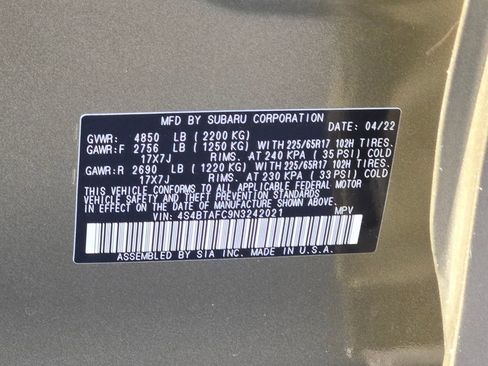 MFD BY SUBARU CORPORATION
DATE: 04/22
GVWR: 4850 LB (2200 KG)
GAWR:F 2756 LB (1250 KG) WITH 225/65R17 102H TIRES.
17X7J RIMS. AT 240 KPA (35 PSI) COLD
GAWR:R 2690 LB (1220 KG) WITH 225/65R17 102H TIRES.
17X7J RIMS. AT 230 KPA (33 PSI) COLD
THIS VEHICLE CONFORMS TO ALL APPLICABLE FEDERAL MOTOR
VEHICLE SAFETY, BUMPER, AND THEFT PREVENTION STANDARDS IN
EFFECT ON THE DATE OF MANUFACTURE SHOWN ABOVE.
VIN: 4S4BTAFC9N3242021 MPV
ASSEMBLED BY SIA INC. MADE IN U.S.A.